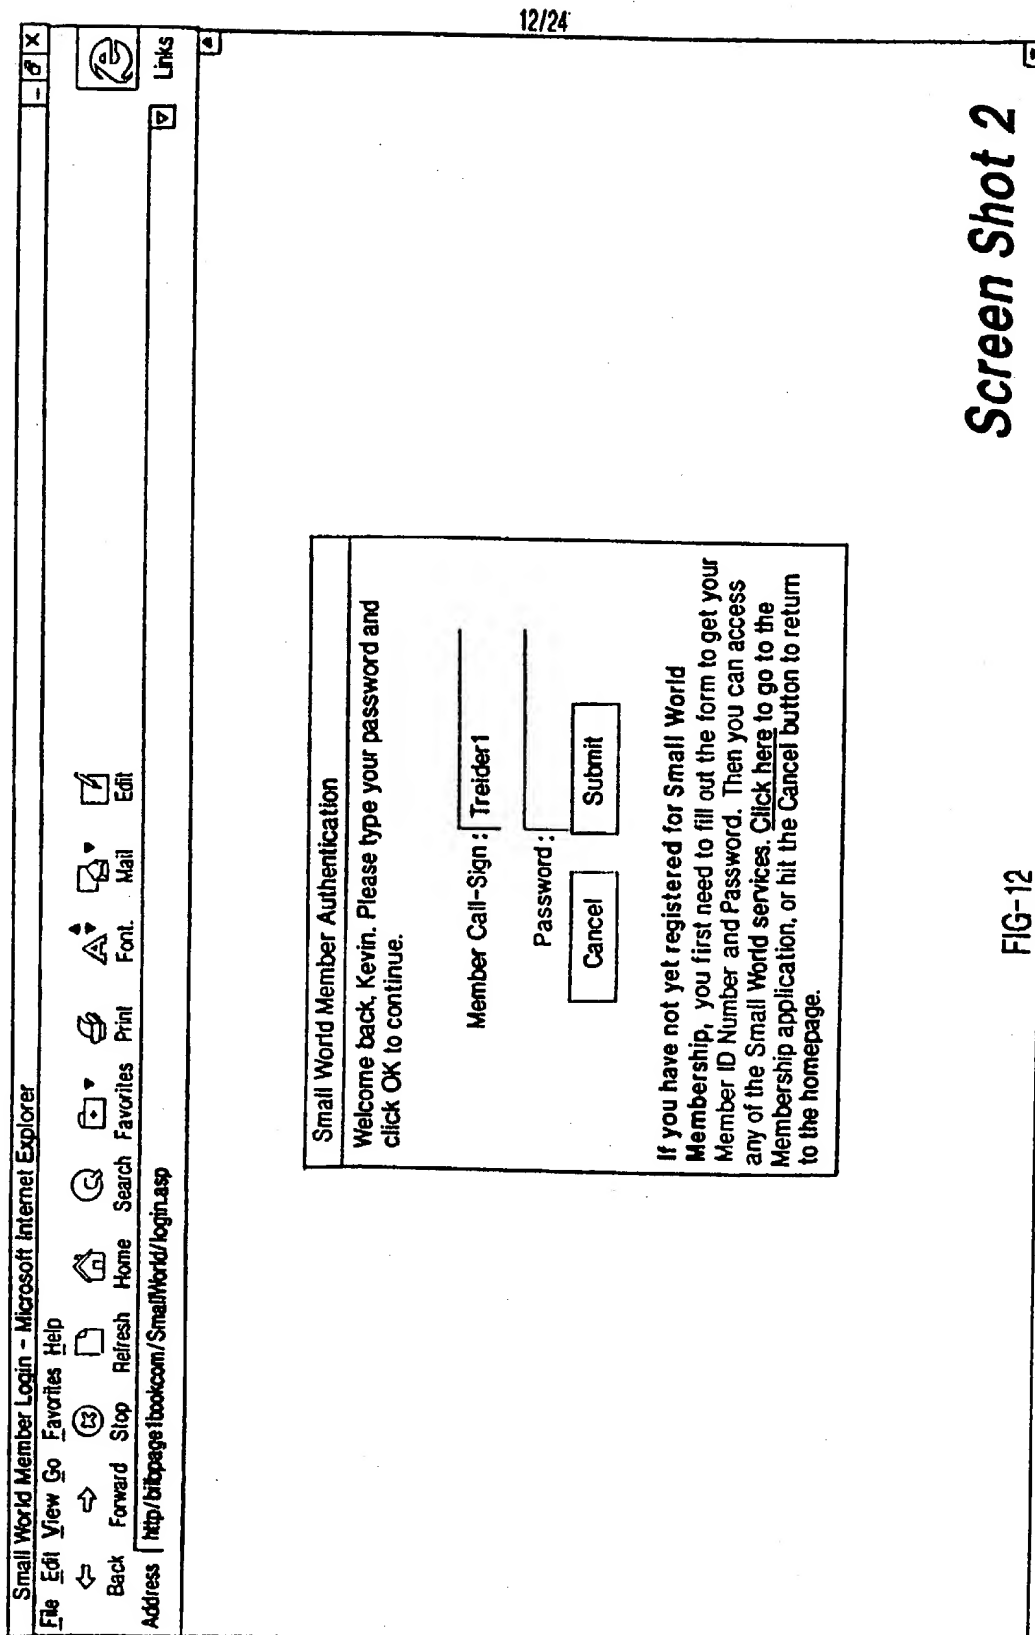 12/24
Small World Member Login - Microsoft Internet Explorer
File Edit View Go Favorites Help
Back Forward Stop Refresh Home Search Favorites Print Font. Mail Edit
Address http/bilbpage1bookcom/SmallWorld/login.asp Links
Small World Member Authentication
Welcome back, Kevin. Please type your password and
click OK to continue.
Member Call-Sign: Treider1
Password:
Cancel Submit
If you have not yet registered for Small World
Membership, you first need to fill out the form to get your
Member ID Number and Password. Then you can access
any of the Small World services. Click here to go to the
Membership application, or hit the Cancel button to return
to the homepage.
Screen Shot 2
FIG-12